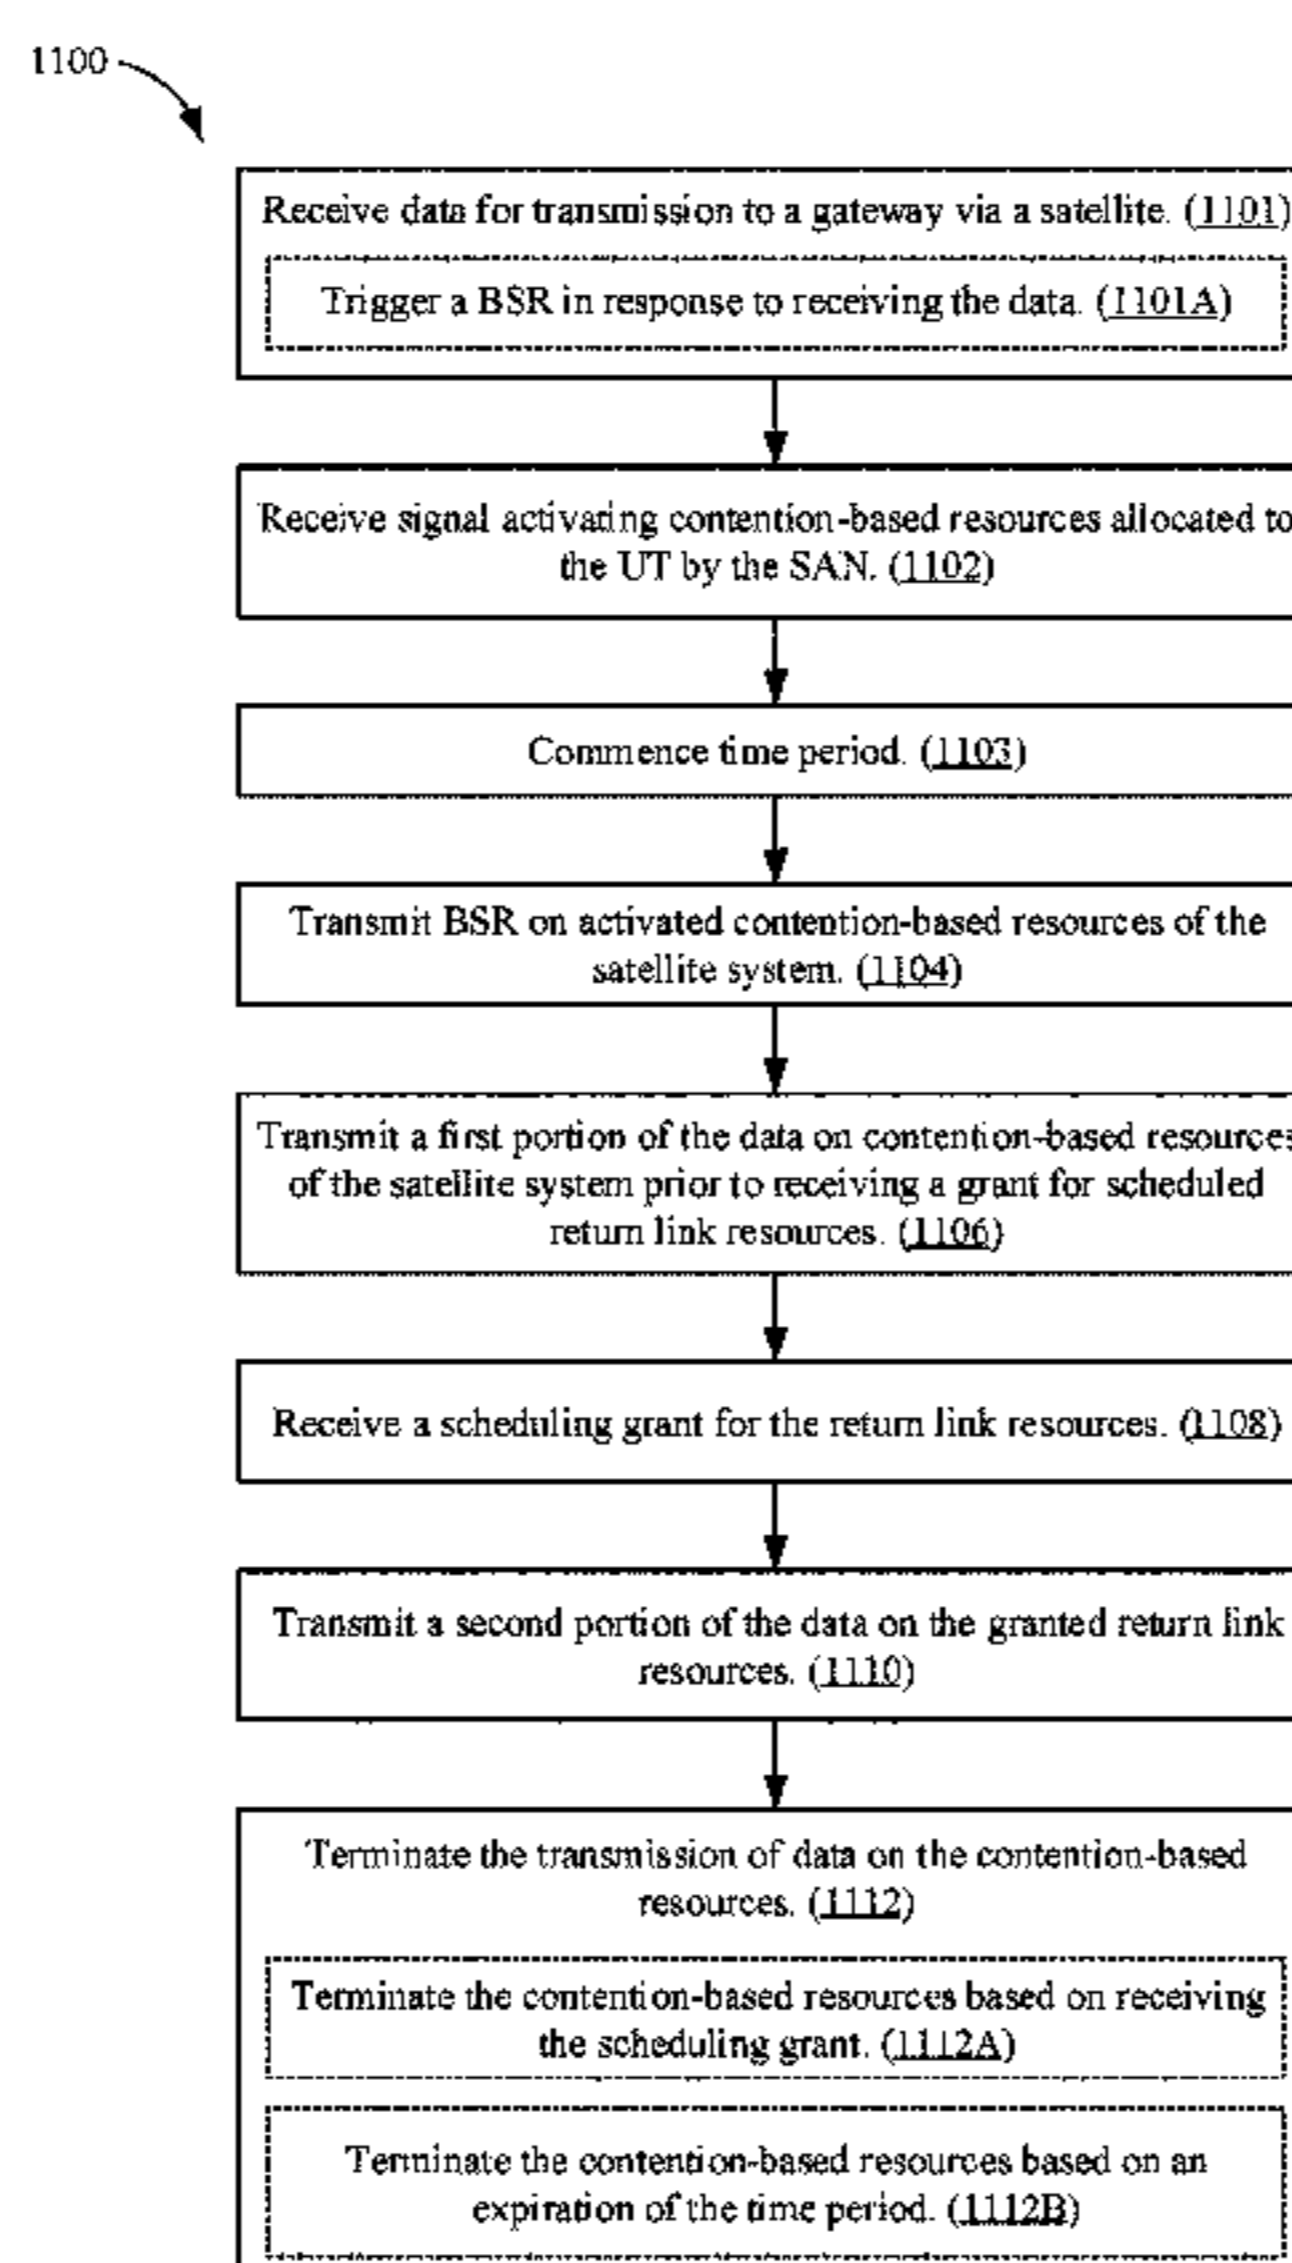 1100
Receive data for transmission to a gateway via a satellite. (1101)
Trigger a BSR in response to receiving the data. (1101A)
Receive signal activating contention-based resources allocated to
the UT by the SAN. (1102)
Commence time period. (1103)
Transmit BSR on activated contention-based resources of the
satellite system. (1104)
Transmit a first portion of the data on contention-based resources
of the satellite system prior to receiving a grant for scheduled
return link resources. (1106)
Receive a scheduling grant for the return link resources. (1108)
Transmit a second portion of the data on the granted return link
resources. (1110)
Terminate the transmission of data on the contention-based
resources. (1112)
Terminate the contention-based resources based on receiving
the scheduling grant. (1112A)
Terminate the contention-based resources based on an
expiration of the time period. (1112B)